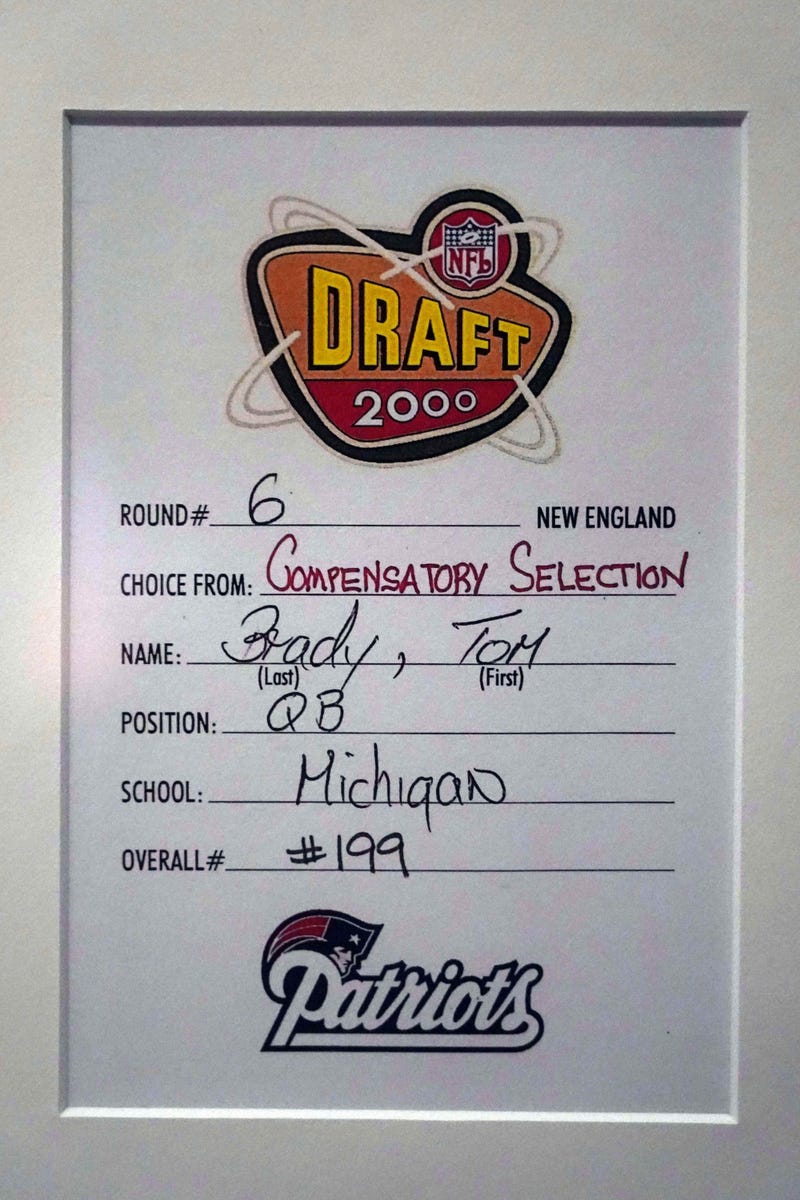 NFL
DRAFT
2000
ROUND# 6 NEW ENGLAND
CHOICE FROM: COMPENSATORY SELECTION
NAME: Brady, TOM
(Last) (First)
POSITION: QB
SCHOOL: Michigan
OVERALL# #199
Patriots